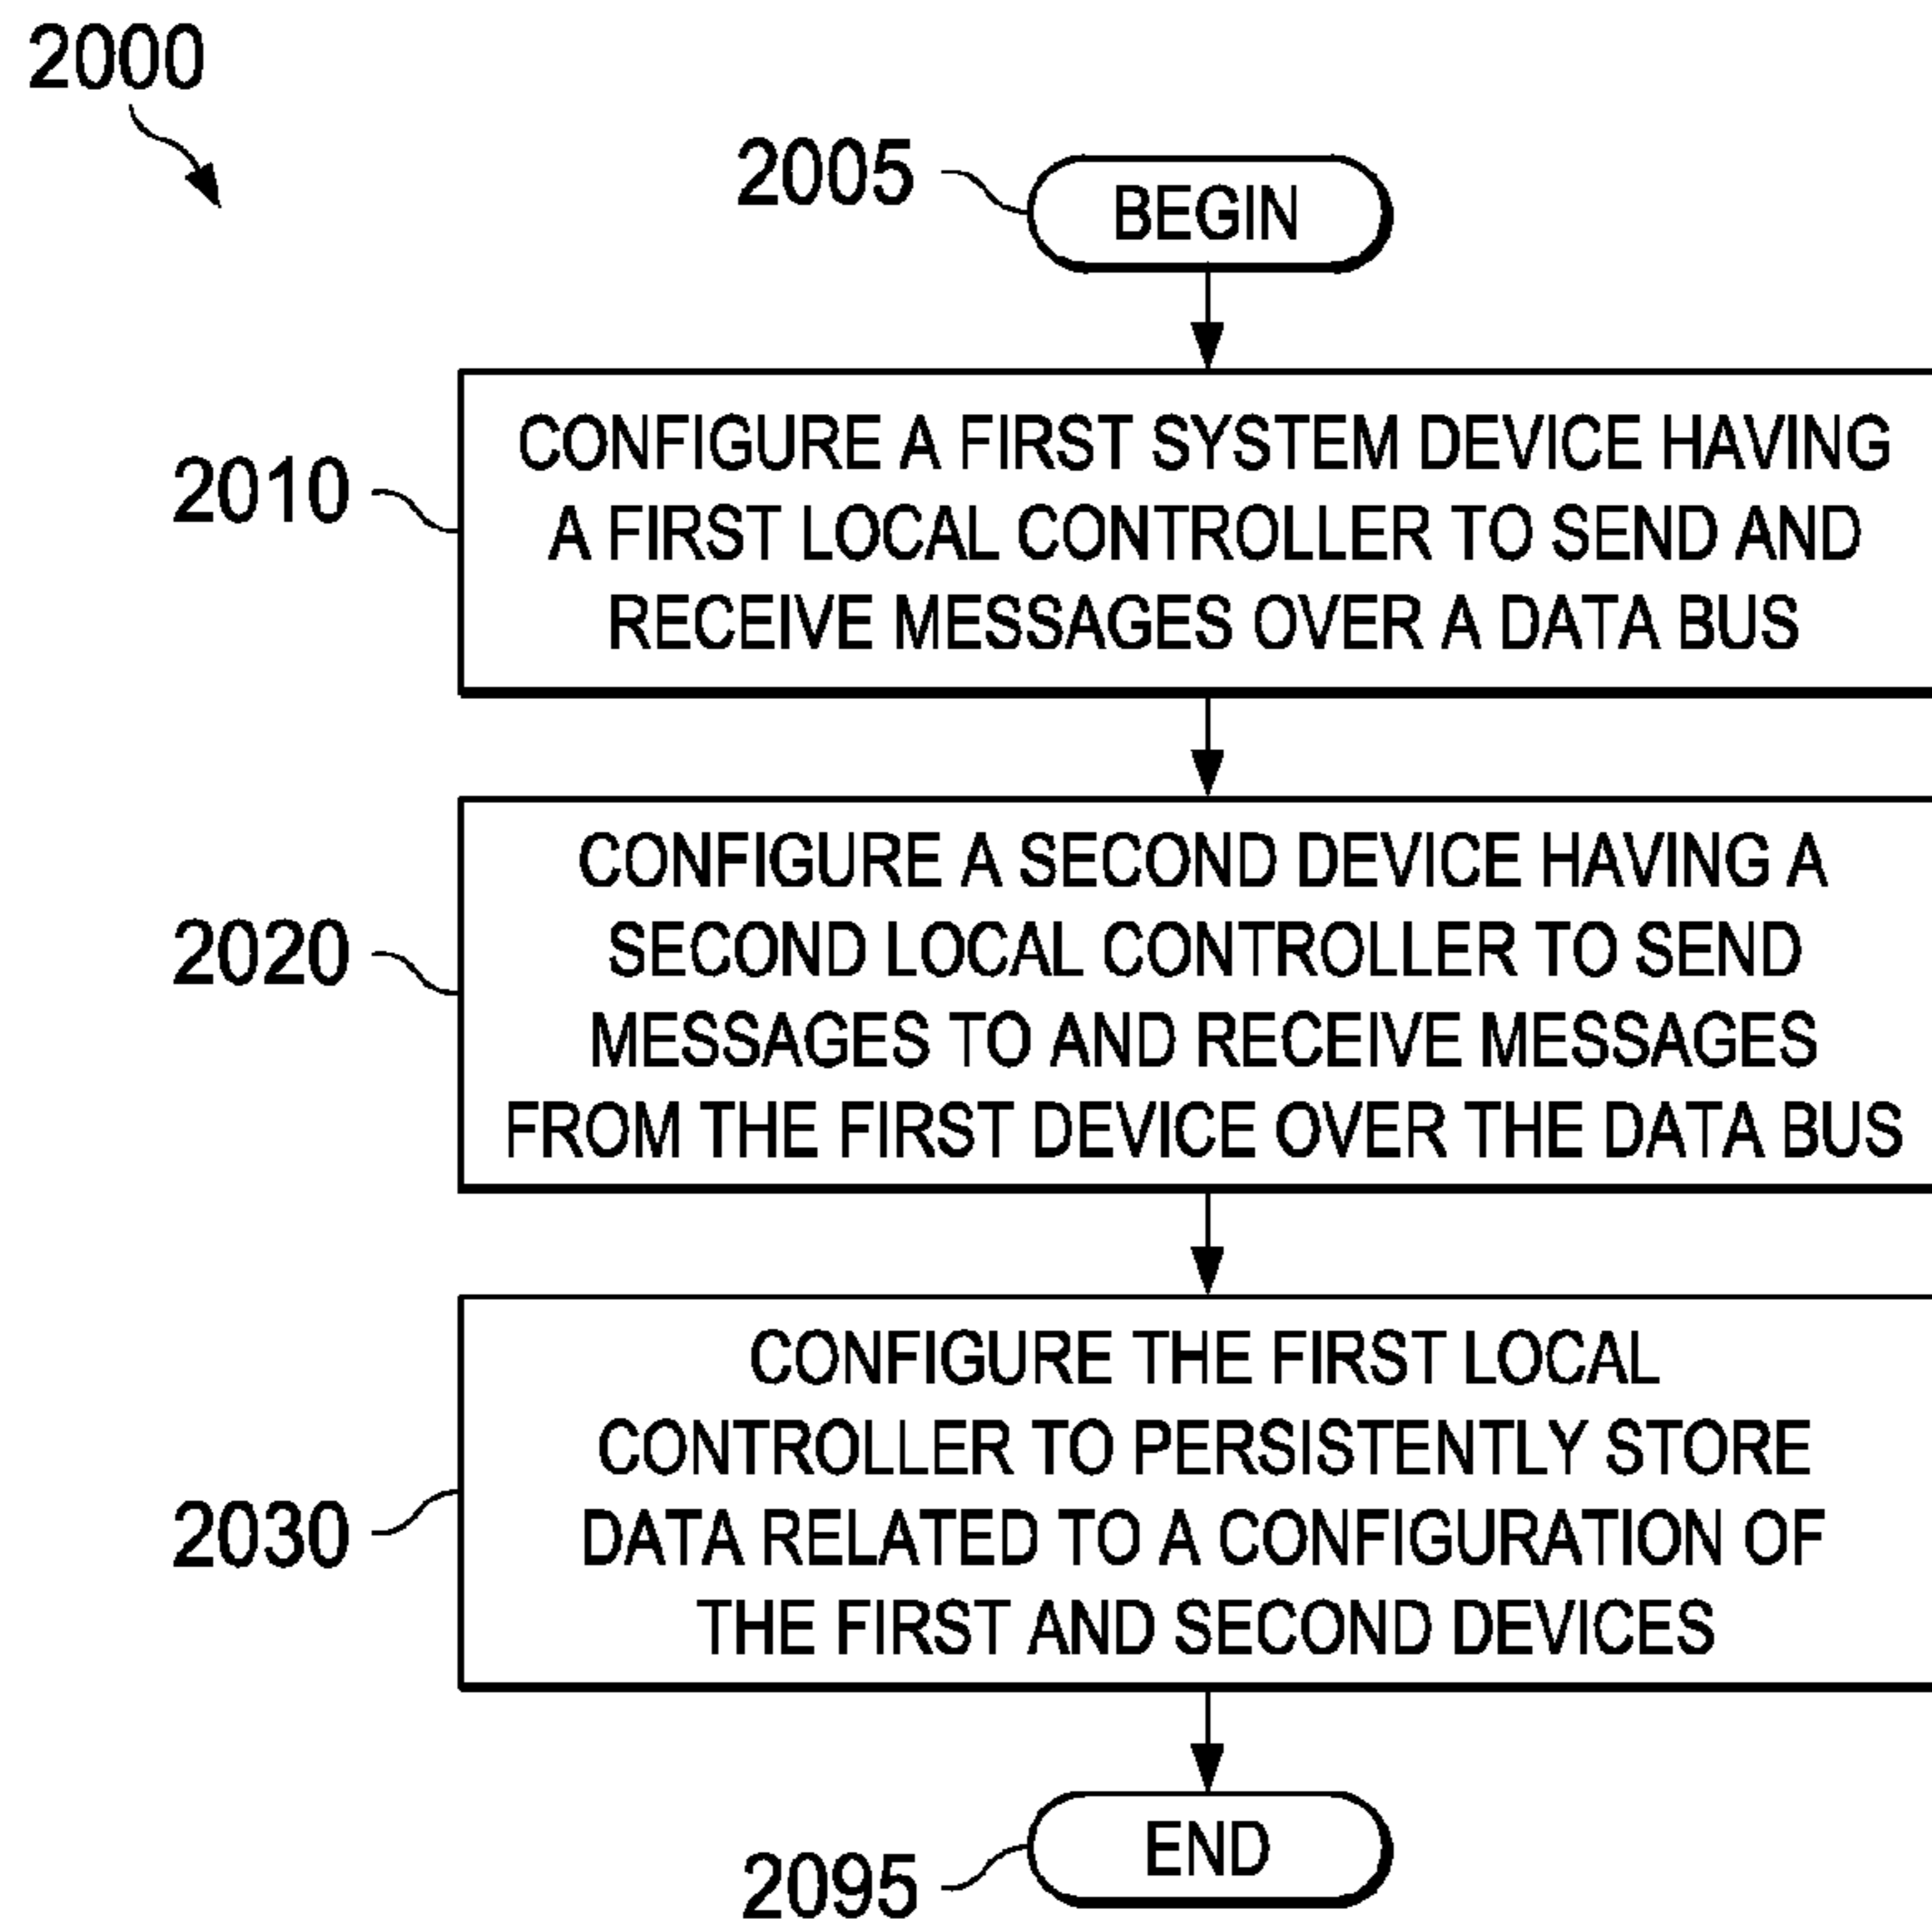 2000
2005
BEGIN
2010
CONFIGURE A FIRST SYSTEM DEVICE HAVING
A FIRST LOCAL CONTROLLER TO SEND AND
RECEIVE MESSAGES OVER A DATA BUS
2020
CONFIGURE A SECOND DEVICE HAVING A
SECOND LOCAL CONTROLLER TO SEND
MESSAGES TO AND RECEIVE MESSAGES
FROM THE FIRST DEVICE OVER THE DATA BUS
2030
CONFIGURE THE FIRST LOCAL
CONTROLLER TO PERSISTENTLY STORE
DATA RELATED TO A CONFIGURATION OF
THE FIRST AND SECOND DEVICES
2095
END